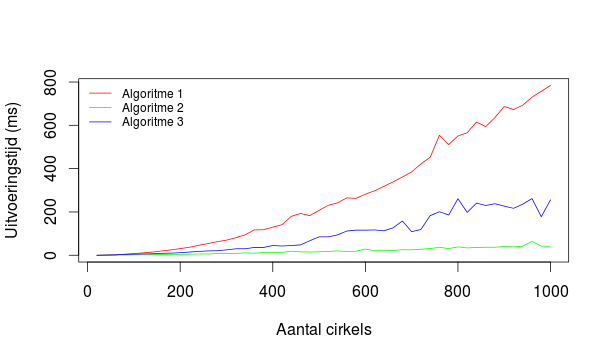 Algoritme 1
Algoritme 2
Algoritme 3
Uitvoeringstijd (ms)
0 200 400 600 800
0 200 400 600 800 1000
Aantal cirkels